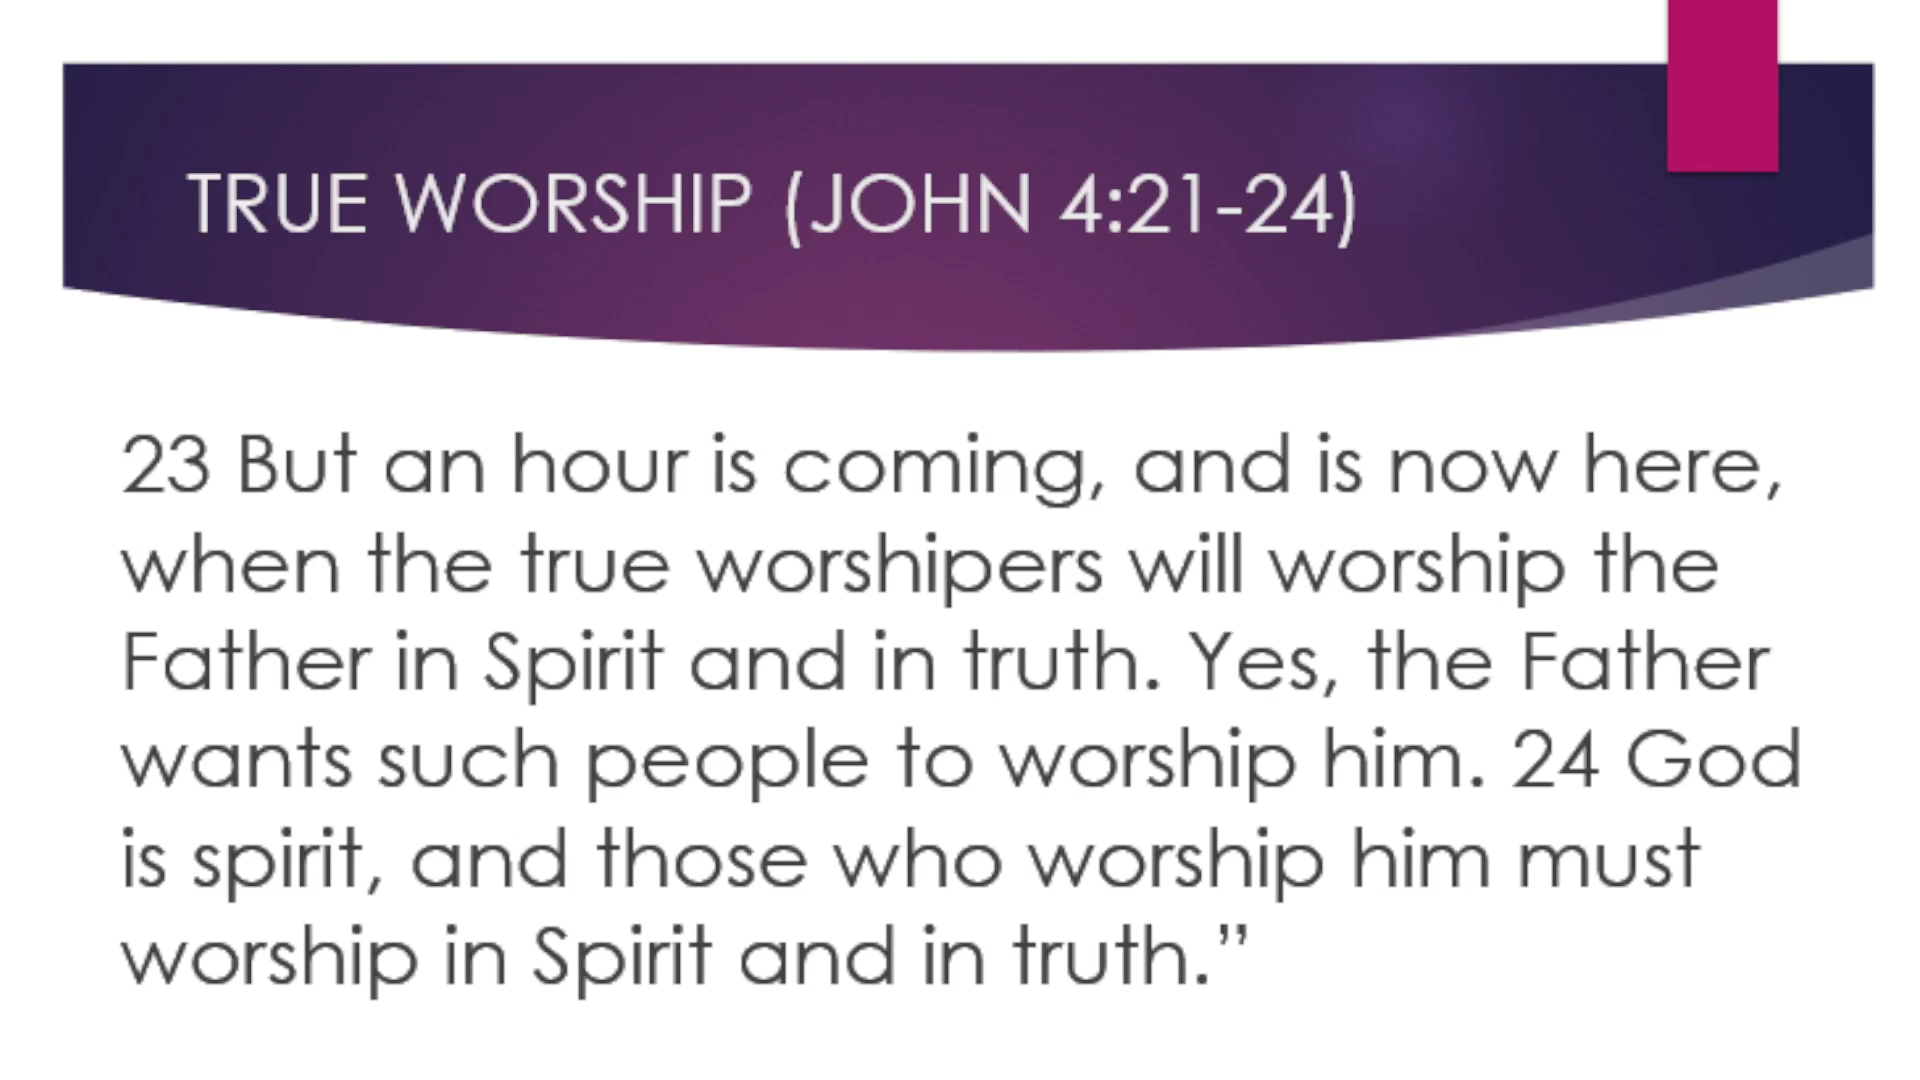 TRUE WORSHIP (JOHN 4:21-24)
23 But an hour is coming, and is now here,
when the true worshipers will worship the
Father in Spirit and in truth. Yes, the Father
wants such people to worship him. 24 God
is spirit, and those who worship him must
worship in Spirit and in truth.”